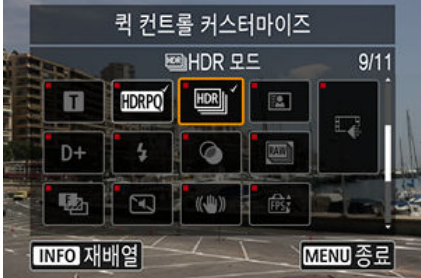 퀵 컨트롤 커스터마이즈
HDR 모드 9/11
T HDRPQ HDR
D+ RAW
FPS
INFO 재배열 MENU 종료